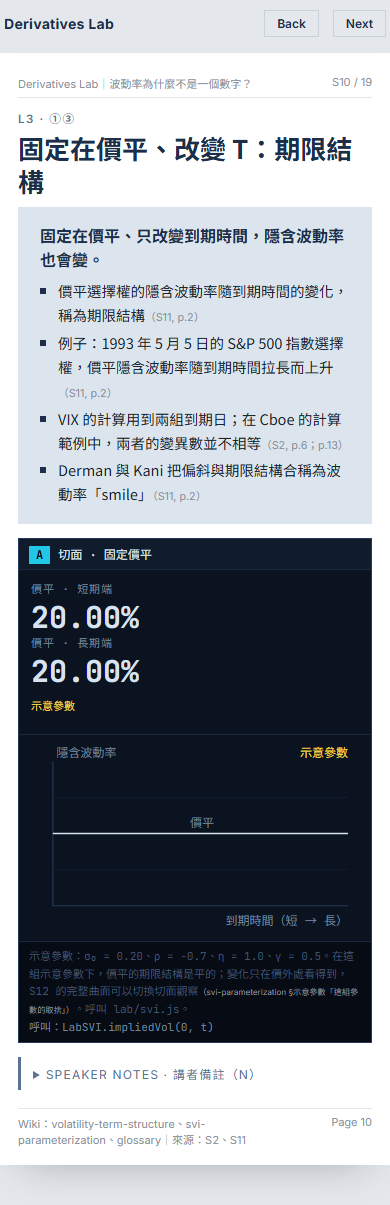 Derivatives Lab
Back
Next
Derivatives Lab｜波動率為什麼不是一個數字？
S10 / 19
L3 · ①③
固定在價平、改變 T：期限結
構
固定在價平、只改變到期時間，隱含波動率
也會變。
價平選擇權的隱含波動率隨到期時間的變化，
稱為期限結構（S11, p.2）
例子：1993 年 5 月 5 日的 S&P 500 指數選擇
權，價平隱含波動率隨到期時間拉長而上升
（S11, p.2）
VIX 的計算用到兩組到期日；在 Cboe 的計算
範例中，兩者的變異數並不相等（S2, p.6；p.13）
Derman 與 Kani 把偏斜與期限結構合稱為波
動率「smile」（S11, p.2）
A 切面 · 固定價平
價平 · 短期端
20.00%
價平 · 長期端
20.00%
示意參數
隱含波動率
示意參數
價平
到期時間（短 → 長）
示意參數：σ₀ = 0.20、ρ = -0.7、η = 1.0、γ = 0.5。在這
組示意參數下，價平的期限結構是平的；變化只在價外處看得到，
S12 的完整曲面可以切換切面觀察（svi-parameterization §示意參數「這組參
數的取捨」）。呼叫 lab/svi.js。
呼叫：LabSVI.impliedVol(0, t)
▶ SPEAKER NOTES · 講者備註（N）
Wiki：volatility-term-structure、svi-
parameterization、glossary｜來源：S2、S11
Page 10